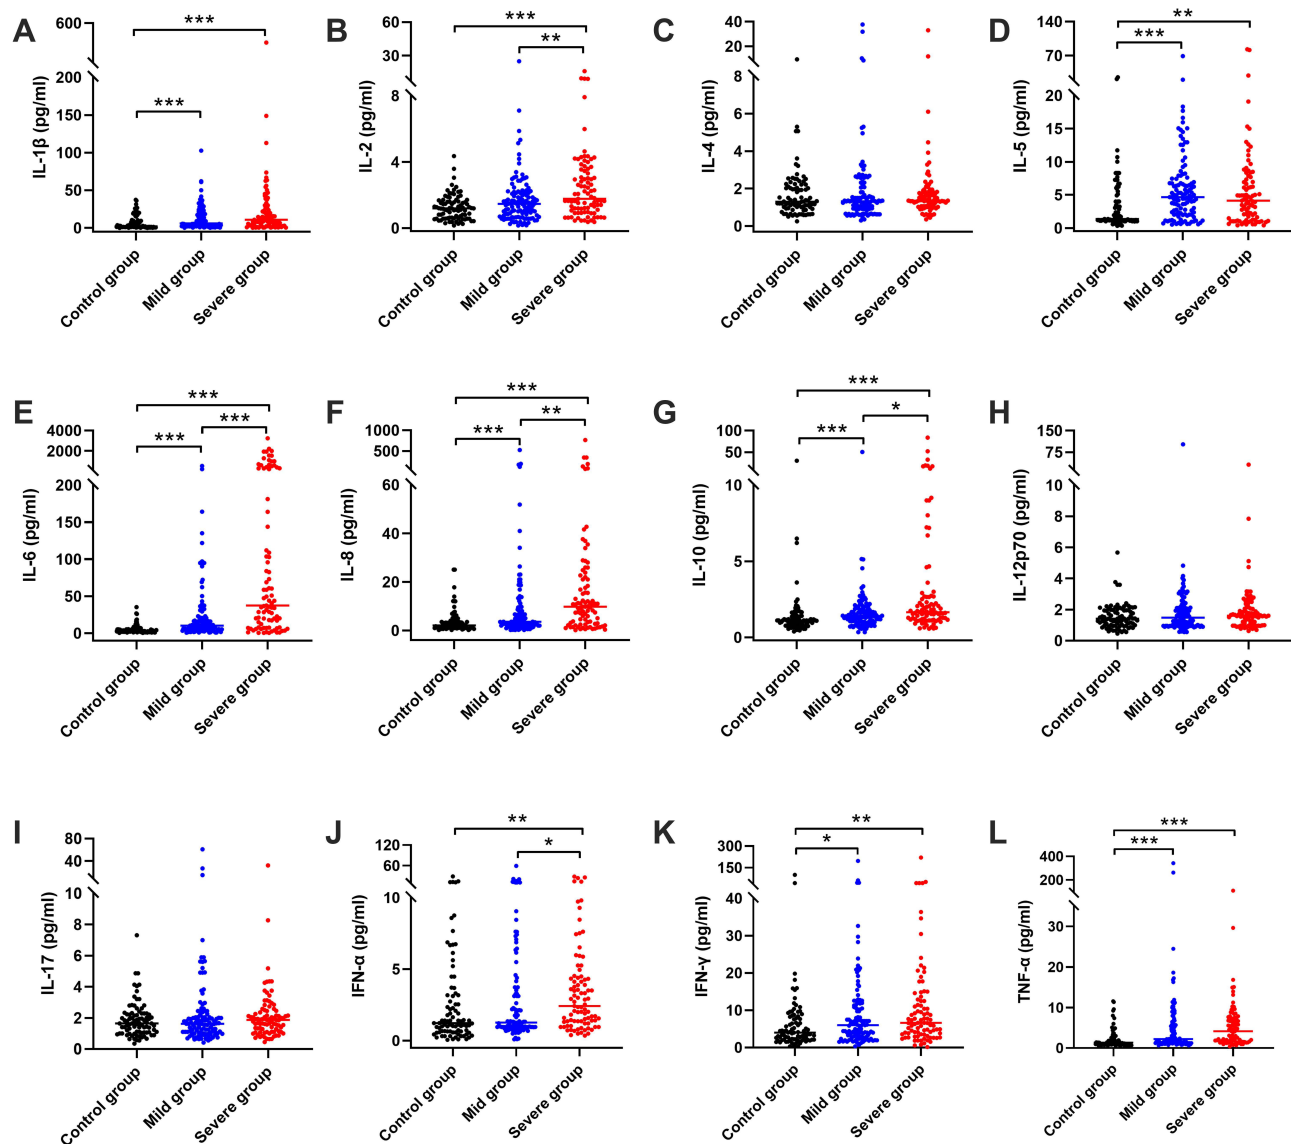 A
IL-1β (pg/ml)
600
200
150
100
50
0
***
***
Control group
Mild group
Severe group
B
IL-2 (pg/ml)
60
30
8
4
0
***
**
Control group
Mild group
Severe group
C
IL-4 (pg/ml)
40
20
8
6
4
2
0
Control group
Mild group
Severe group
D
IL-5 (pg/ml)
140
70
20
15
10
5
0
**
***
Control group
Mild group
Severe group
E
IL-6 (pg/ml)
4000
2000
200
150
100
50
0
***
***
***
Control group
Mild group
Severe group
F
IL-8 (pg/ml)
1000
500
60
40
20
0
***
**
***
Control group
Mild group
Severe group
G
IL-10 (pg/ml)
100
50
10
5
0
***
*
***
Control group
Mild group
Severe group
H
IL-12p70 (pg/ml)
150
75
10
8
6
4
2
0
Control group
Mild group
Severe group
I
IL-17 (pg/ml)
80
40
10
8
6
4
2
0
Control group
Mild group
Severe group
J
IFN-α (pg/ml)
120
60
10
5
0
**
*
Control group
Mild group
Severe group
K
IFN-γ (pg/ml)
300
150
40
30
20
10
0
**
*
Control group
Mild group
Severe group
L
TNF-α (pg/ml)
400
200
30
20
10
0
***
***
Control group
Mild group
Severe group